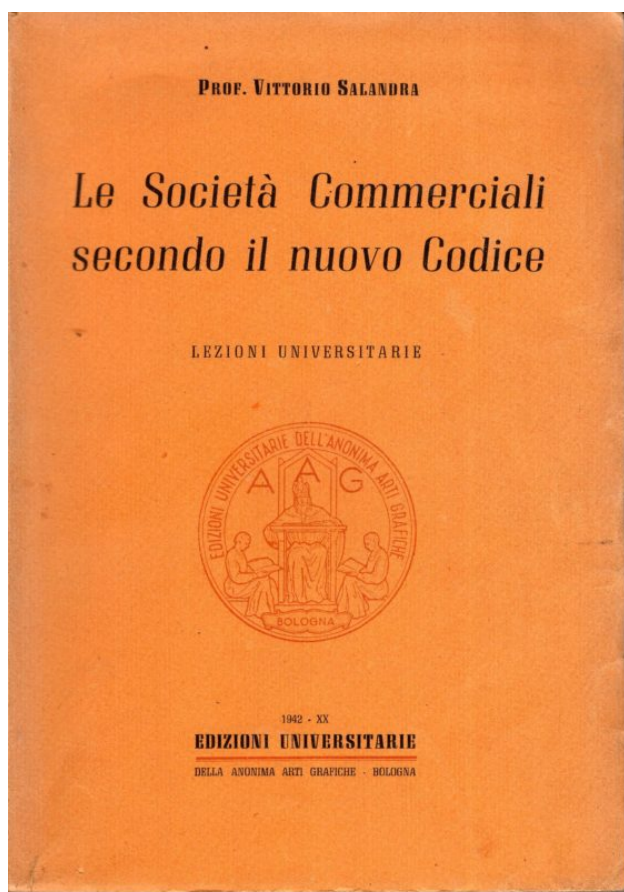 PROF. VITTORIO SALANDRA
Le Società Commerciali
secondo il nuovo Codice
LEZIONI UNIVERSITARIE
EDIZIONI UNIVERSITARIE DELL'ANONIMA ARTI GRAFICHE
A A G
BOLOGNA
1942 - XX
EDIZIONI UNIVERSITARIE
DELLA ANONIMA ARTI GRAFICHE - BOLOGNA